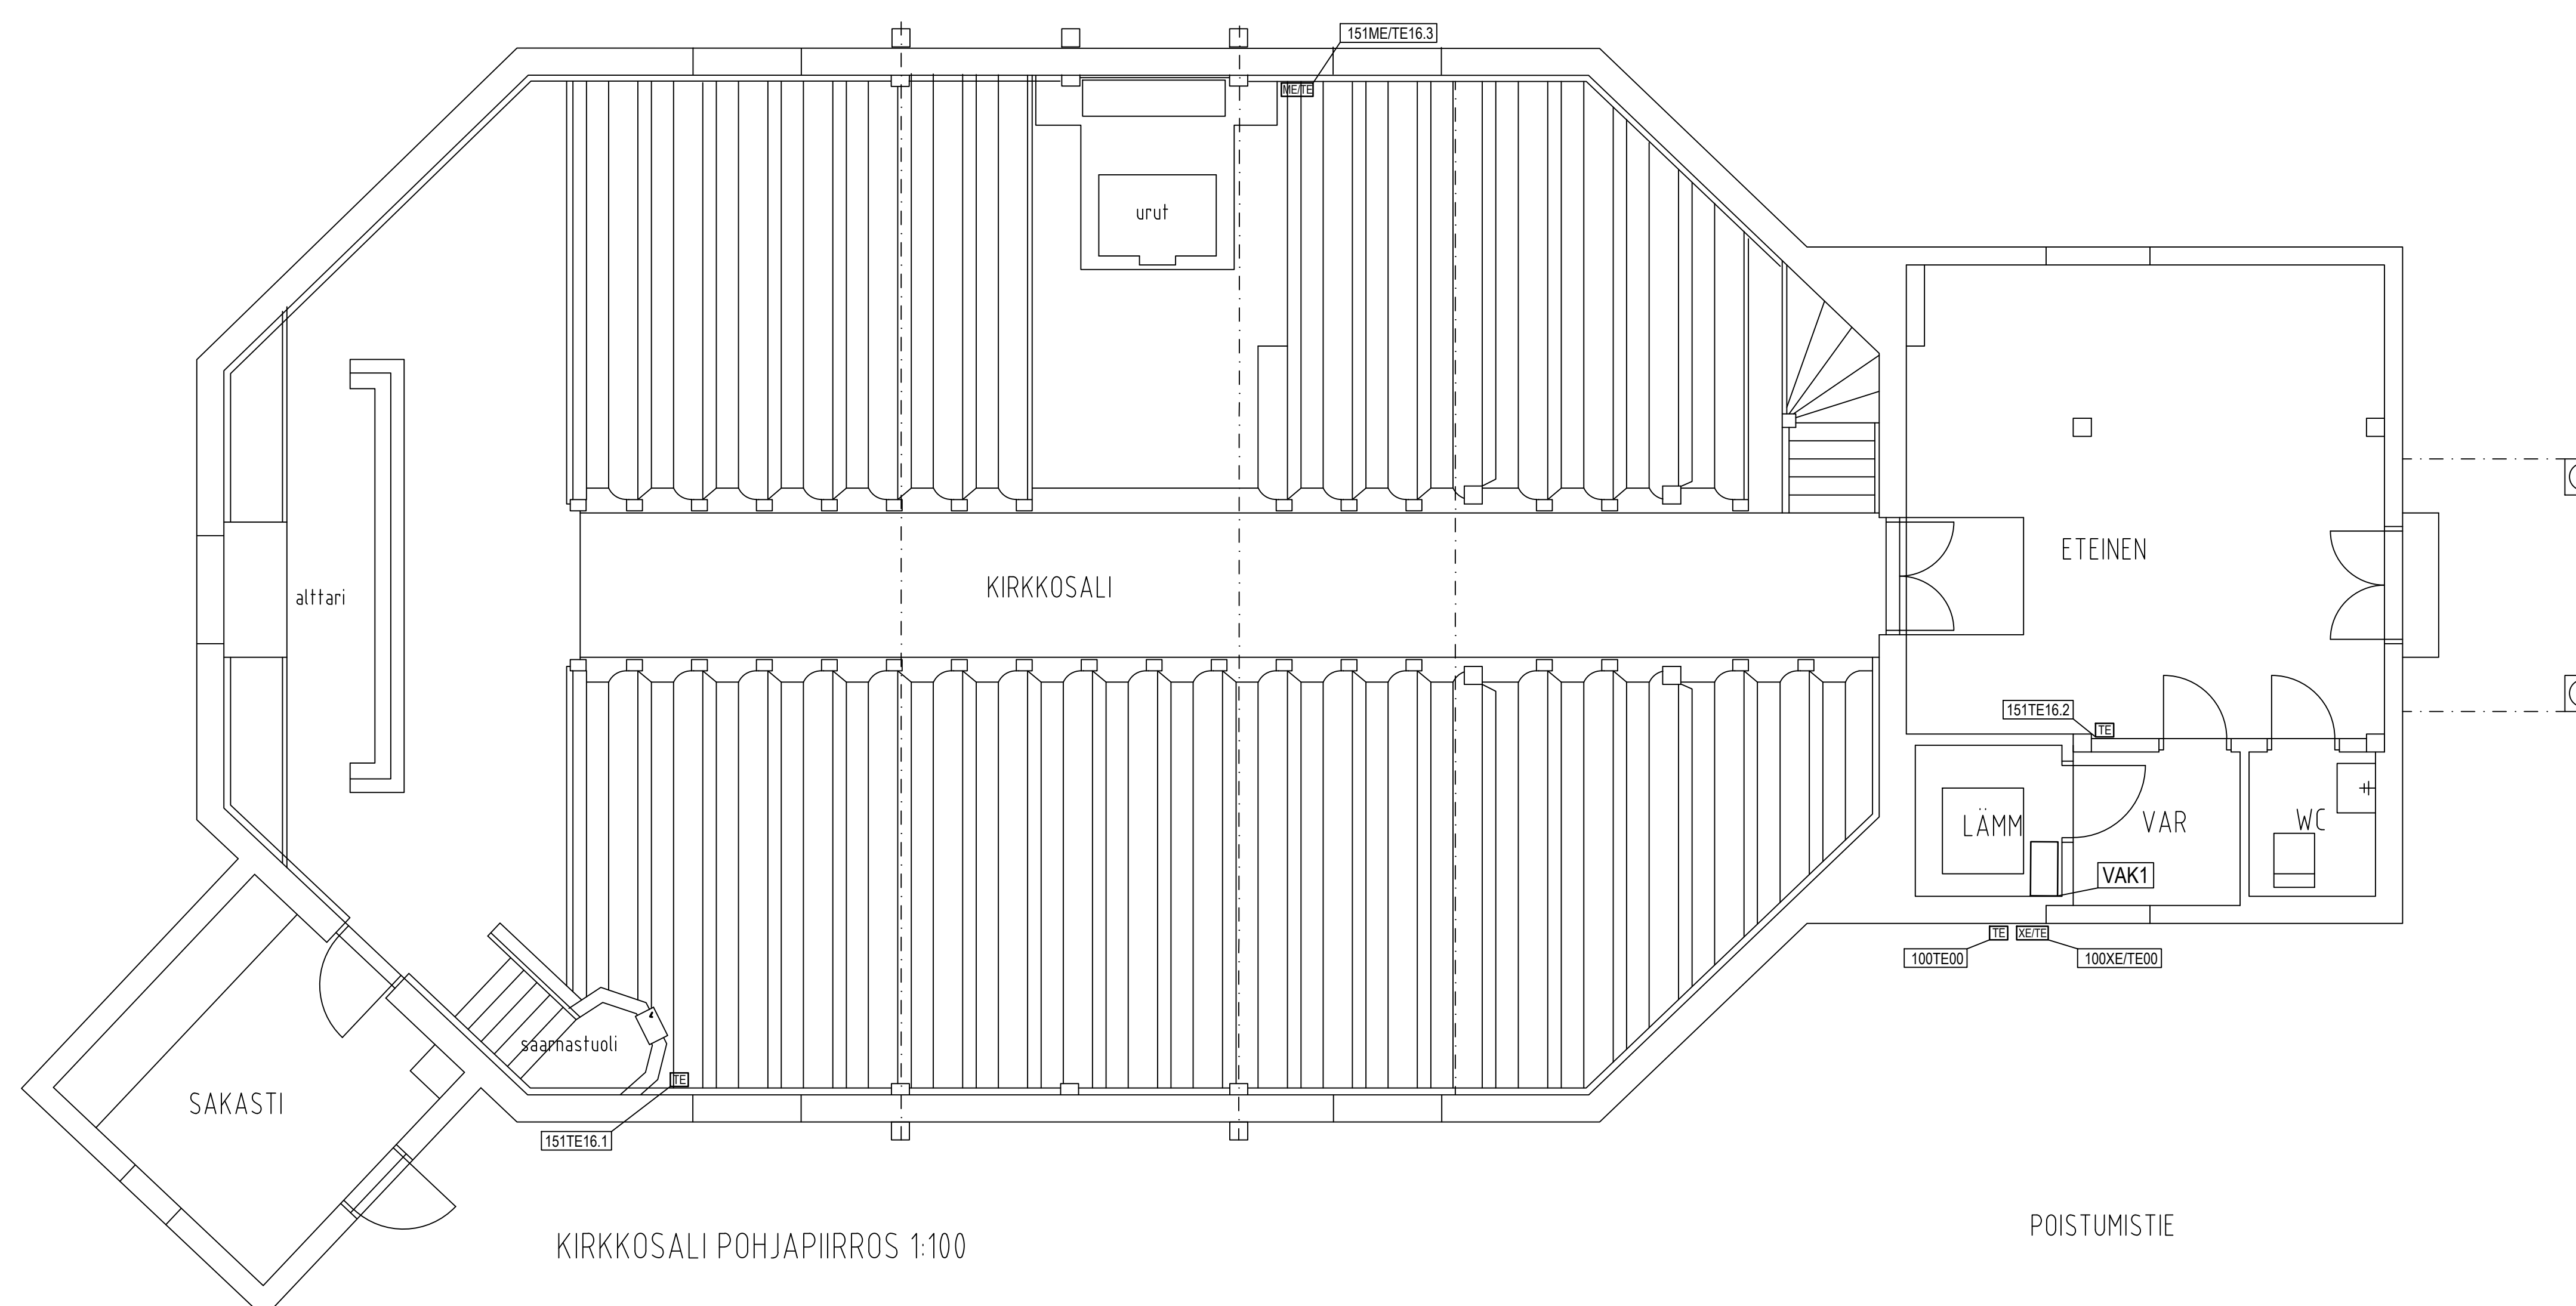 151ME/TE16.3
ME/TE
urut
ETEINEN
KIRKKOSALI
alttari
151TE16.2
TE
LÄMM
VAR
WC
VAK1
TE
XE/TE
100TE00
100XE/TE00
saarnastuoli
TE
SAKASTI
151TE16.1
POISTUMISTIE
KIRKKOSALI POHJAPIIRROS 1:100